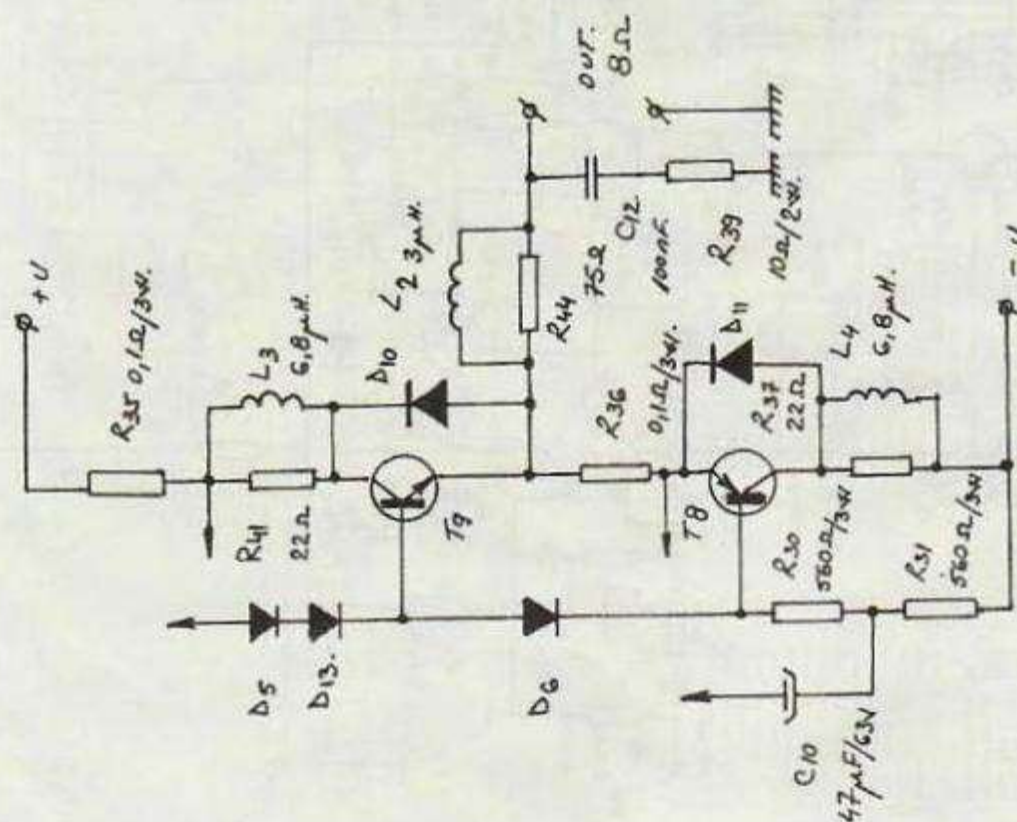 +U
R35 0,1Ω/3W.
L3
6,8µH.
R41
22Ω
D10
T9
L2 3µH.
R44
75Ω
OUT.
8Ω
C12
100nF.
R39
10Ω/2W.
R36
0,1Ω/3W.
D11
R37
22Ω
L4
6,8µH.
T8
R30
560Ω/3W
R31
560Ω/3W
D5
D13.
D6
C10
47µF/63V